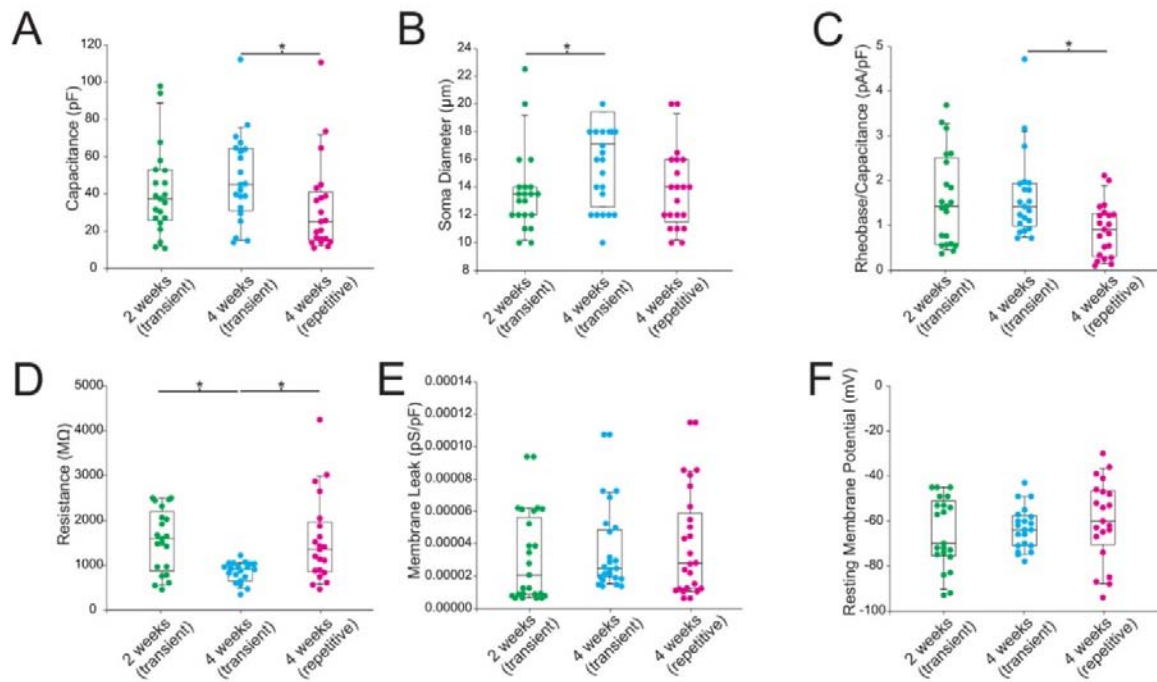 A
Capacitance (pF)
120
100
80
60
40
20
0
*
2 weeks
(transient)
4 weeks
(transient)
4 weeks
(repetitive)
B
Soma Diameter (μm)
24
22
20
18
16
14
12
10
8
*
2 weeks
(transient)
4 weeks
(transient)
4 weeks
(repetitive)
C
Rheobase/Capacitance (pA/pF)
5
4
3
2
1
0
*
2 weeks
(transient)
4 weeks
(transient)
4 weeks
(repetitive)
D
Resistance (MΩ)
5000
4000
3000
2000
1000
0
*
*
2 weeks
(transient)
4 weeks
(transient)
4 weeks
(repetitive)
E
Membrane Leak (pS/pF)
0.00014
0.00012
0.00010
0.00008
0.00006
0.00004
0.00002
0.00000
2 weeks
(transient)
4 weeks
(transient)
4 weeks
(repetitive)
F
Resting Membrane Potential (mV)
0
-20
-40
-60
-80
-100
2 weeks
(transient)
4 weeks
(transient)
4 weeks
(repetitive)